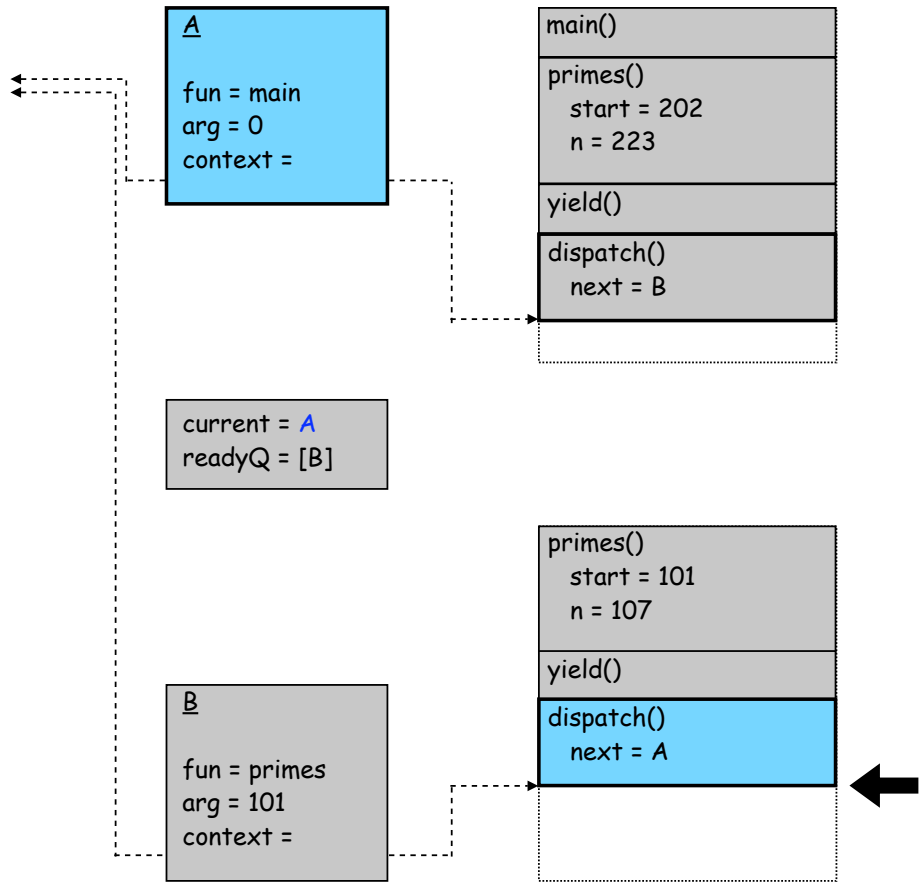 A
fun = main
arg = 0
context =
main()
primes()
start = 202
n = 223
yield()
dispatch()
next = B
current = A
readyQ = [B]
primes()
start = 101
n = 107
yield()
dispatch()
next = A
B
fun = primes
arg = 101
context =